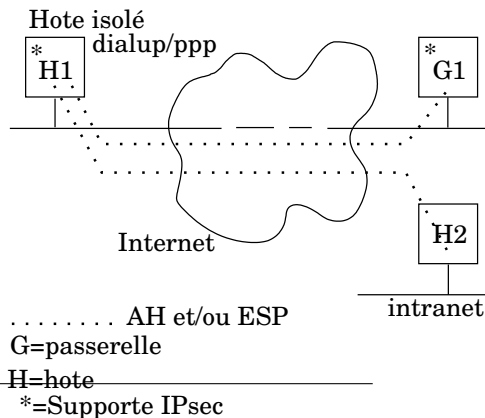 Hote isolé
dialup/ppp
*
H1
*
G1
Internet
H2
intranet
. . . . . . . . AH et/ou ESP
G=passerelle
H=hote
*=Supporte IPsec